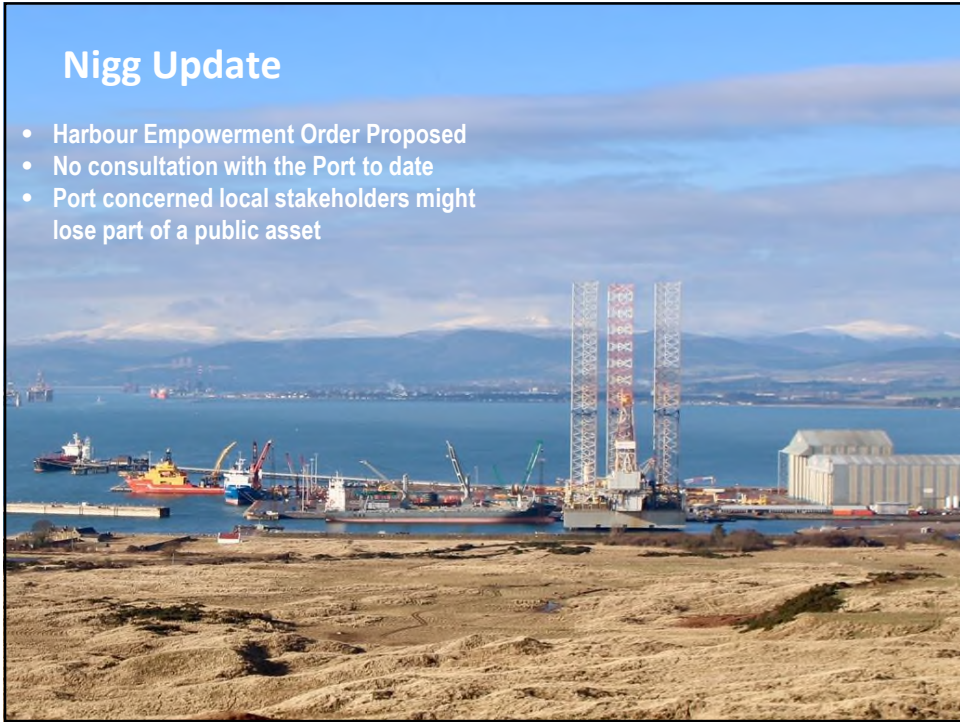 Nigg Update
• Harbour Empowerment Order Proposed
• No consultation with the Port to date
• Port concerned local stakeholders might
lose part of a public asset